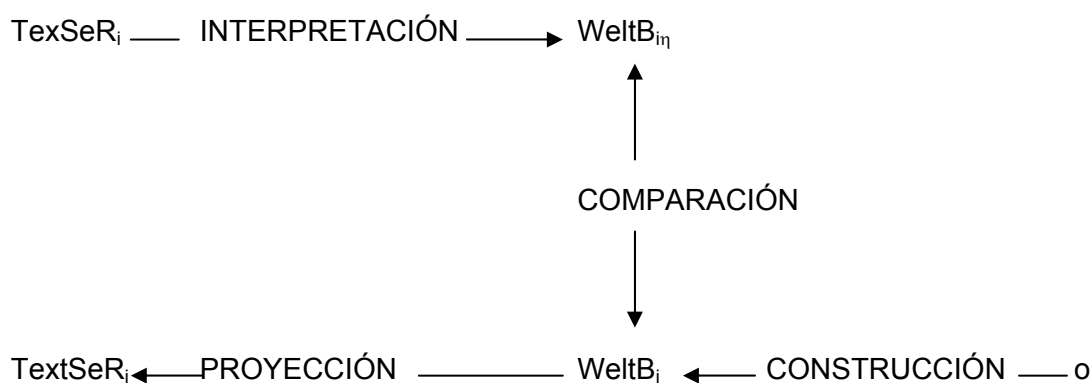 TexSeRi INTERPRETACIÓN WeltBiη
COMPARACIÓN
TextSeRi PROYECCIÓN WeltBi CONSTRUCCIÓN o